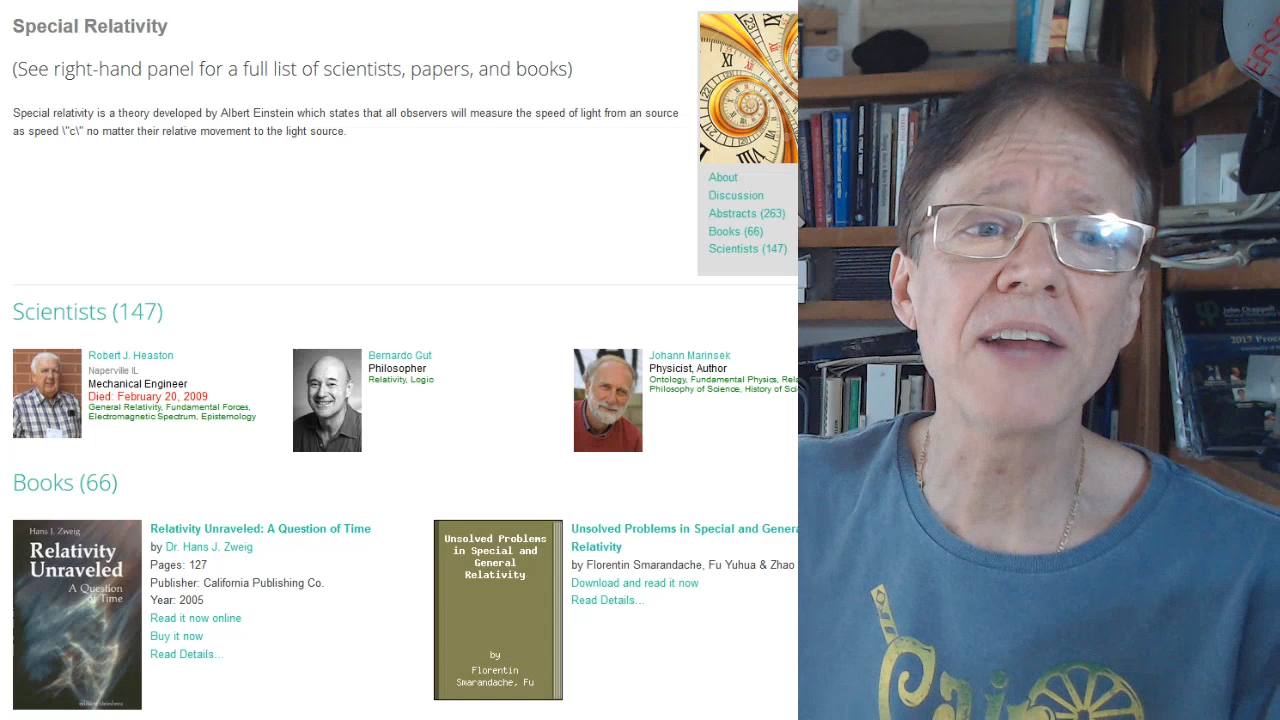 Special Relativity
(See right-hand panel for a full list of scientists, papers, and books)
Special relativity is a theory developed by Albert Einstein which states that all observers will measure the speed of light from an source
as speed \"c\" no matter their relative movement to the light source.
About
Discussion
Abstracts (263)
Books (66)
Scientists (147)
Scientists (147)
Robert J. Heaston
Naperville IL
Mechanical Engineer
Died: February 20, 2009
General Relativity, Fundamental Forces,
Electromagnetic Spectrum, Epistemology
Bernardo Gut
Philosopher
Relativity, Logic
Johann Marinsek
Physicist, Author
Ontology, Fundamental Physics, Rela
Philosophy of Science, History of Sci
Books (66)
Hans J. Zweig
Relativity
Unraveled
A Question
of Time
Relativity Unraveled: A Question of Time
by Dr. Hans J. Zweig
Pages: 127
Publisher: California Publishing Co.
Year: 2005
Read it now online
Buy it now
Read Details...
Unsolved Problems
in Special and
General
Relativity
by
Florentin
Smarandache, Fu
Unsolved Problems in Special and Genera
Relativity
by Florentin Smarandache, Fu Yuhua & Zhao
Download and read it now
Read Details...
John Chappell
2017 Proce
Cairo